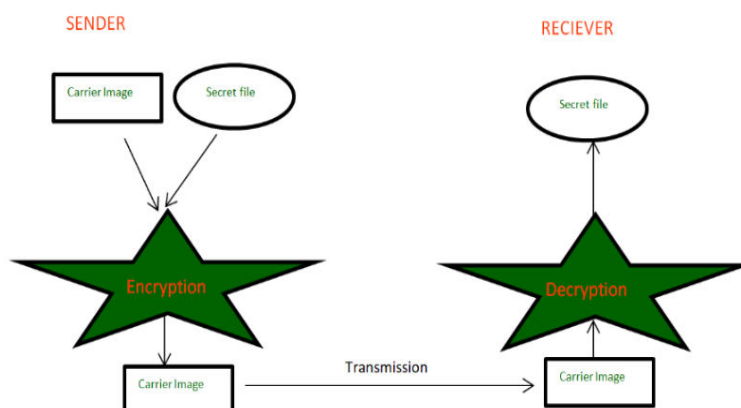 SENDER
RECIEVER
Carrier Image
Secret file
Secret file
Encryption
Decryption
Transmission
Carrier Image
Carrier Image